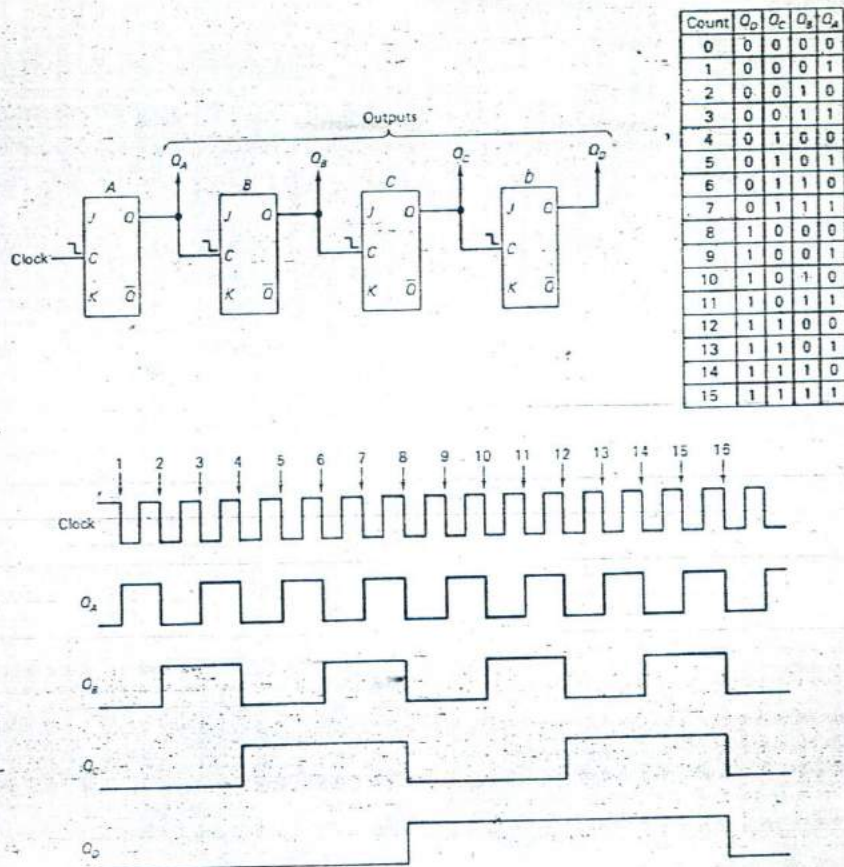 Count Q_D Q_C Q_B Q_A
0 0 0 0 0
1 0 0 0 1
2 0 0 1 0
3 0 0 1 1
4 0 1 0 0
5 0 1 0 1
6 0 1 1 0
7 0 1 1 1
8 1 0 0 0
9 1 0 0 1
10 1 0 1 0
11 1 0 1 1
12 1 1 0 0
13 1 1 0 1
14 1 1 1 0
15 1 1 1 1
Outputs
Q_A Q_B Q_C Q_D
A B C D
J Q J Q J Q J Q
Clock C C C C
K Q̅ K Q̅ K Q̅ K Q̅
1 2 3 4 5 6 7 8 9 10 11 12 13 14 15 16
Clock
Q_A
Q_B
Q_C
Q_D